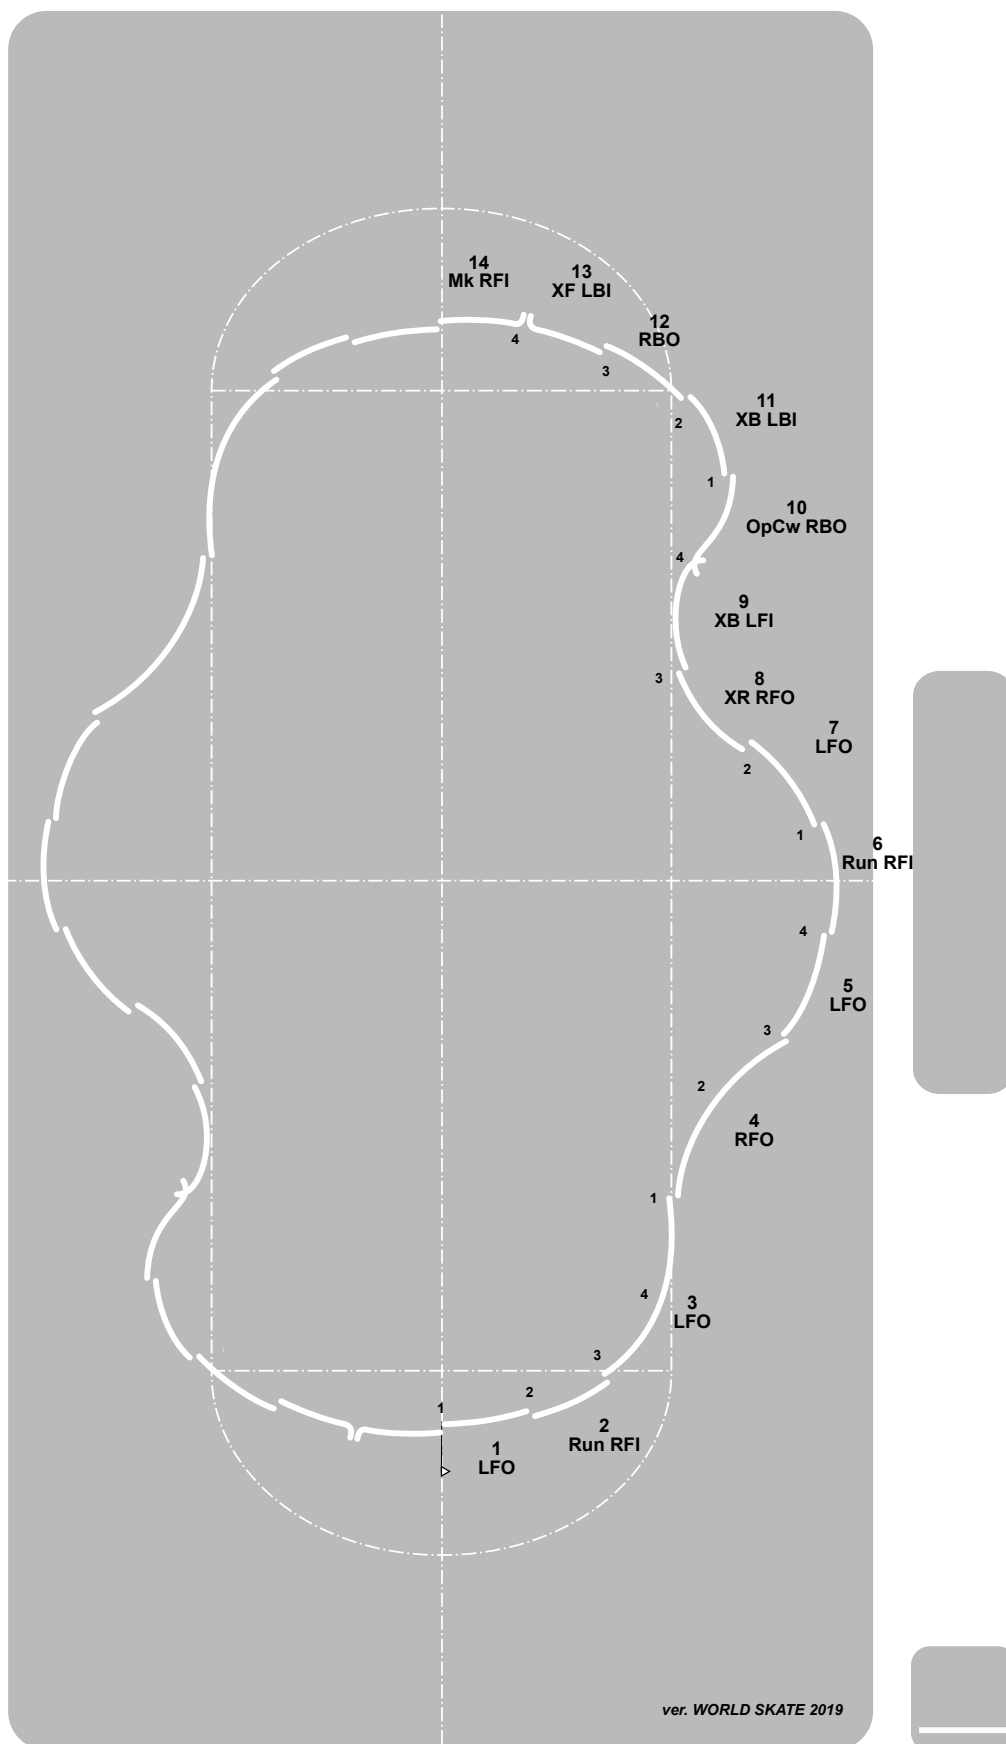 14
Mk RFI
13
XF LBI
12
RBO
4
3
11
XB LBI
2
1
10
OpCw RBO
4
9
XB LFI
3
8
XR RFO
7
LFO
2
1
6
Run RFI
4
5
LFO
3
2
4
RFO
1
4
3
LFO
3
2
1
2
Run RFI
1
LFO
ver. WORLD SKATE 2019